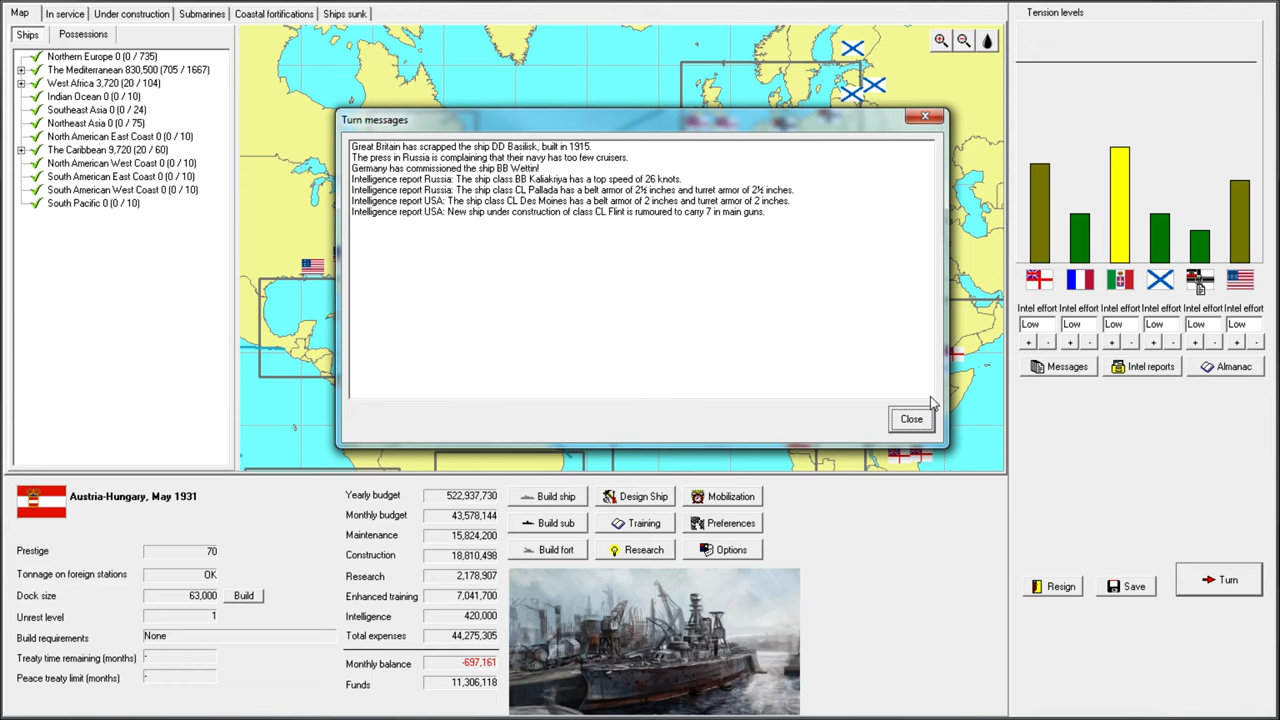 Map
In service
Under construction
Submarines
Coastal fortifications
Ships sunk
Ships
Possessions
Northern Europe 0 (0 / 735)
The Mediterranean 830,500 (705 / 1667)
West Africa 3,720 (20 / 104)
Indian Ocean 0 (0 / 10)
Southeast Asia 0 (0 / 24)
Northeast Asia 0 (0 / 75)
North American East Coast 0 (0 / 10)
The Caribbean 9,720 (20 / 60)
North American West Coast 0 (0 / 10)
South American East Coast 0 (0 / 10)
South American West Coast 0 (0 / 10)
South Pacific 0 (0 / 10)
Turn messages
Great Britain has scrapped the ship DD Basilisk, built in 1915.
The press in Russia is complaining that their navy has too few cruisers.
Germany has commissioned the ship BB Wettin!
Intelligence report Russia: The ship class BB Kaliakriya has a top speed of 26 knots.
Intelligence report Russia: The ship class CL Pallada has a belt armor of 2½ inches and turret armor of 2½ inches.
Intelligence report USA: The ship class CL Des Moines has a belt armor of 2 inches and turret armor of 2 inches.
Intelligence report USA: New ship under construction of class CL Flint is rumoured to carry 7 in main guns.
Close
Tension levels
Intel effort Intel effort Intel effort Intel effort Intel effort Intel effort
Low Low Low Low Low Low
+ - + - + - + - + - + -
Messages
Intel reports
Almanac
Austria-Hungary, May 1931
Prestige 70
Tonnage on foreign stations OK
Dock size 63,000 Build
Unrest level 1
Build requirements None
Treaty time remaining (months) -
Peace treaty limit (months) -
Yearly budget 522,937,730
Monthly budget 43,578,144
Maintenance 15,824,200
Construction 18,810,498
Research 2,178,907
Enhanced training 7,041,700
Intelligence 420,000
Total expenses 44,275,305
Monthly balance -697,161
Funds 11,306,118
Build ship
Design Ship
Mobilization
Build sub
Training
Preferences
Build fort
Research
Options
Resign
Save
Turn